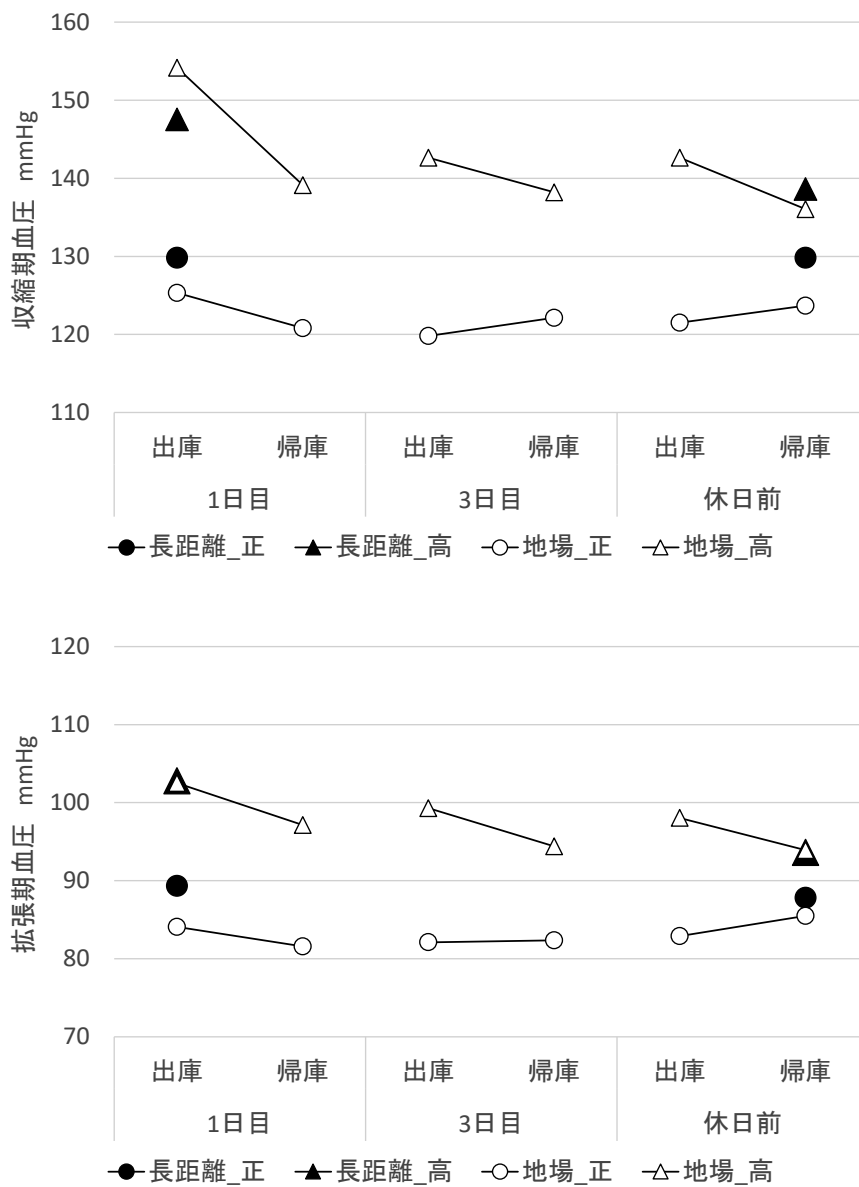 160
150
140
130
120
110
収縮期血圧 mmHg
出庫 帰庫 出庫 帰庫 出庫 帰庫
1日目 3日目 休日前
長距離_正 長距離_高 地場_正 地場_高
120
110
100
90
80
70
拡張期血圧 mmHg
出庫 帰庫 出庫 帰庫 出庫 帰庫
1日目 3日目 休日前
長距離_正 長距離_高 地場_正 地場_高